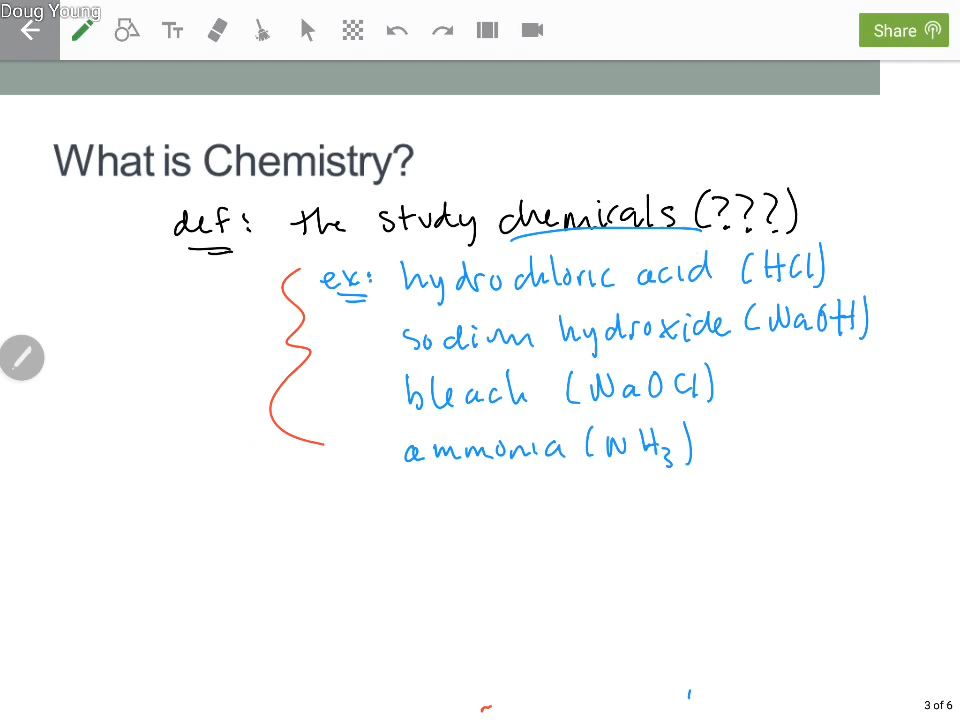 Doug Young
Share
What is Chemistry?
def: the study chemicals (???)
ex: hydrochloric acid (HCl)
sodium hydroxide (NaOH)
bleach (NaOCl)
ammonia (NH₃)
3 of 6